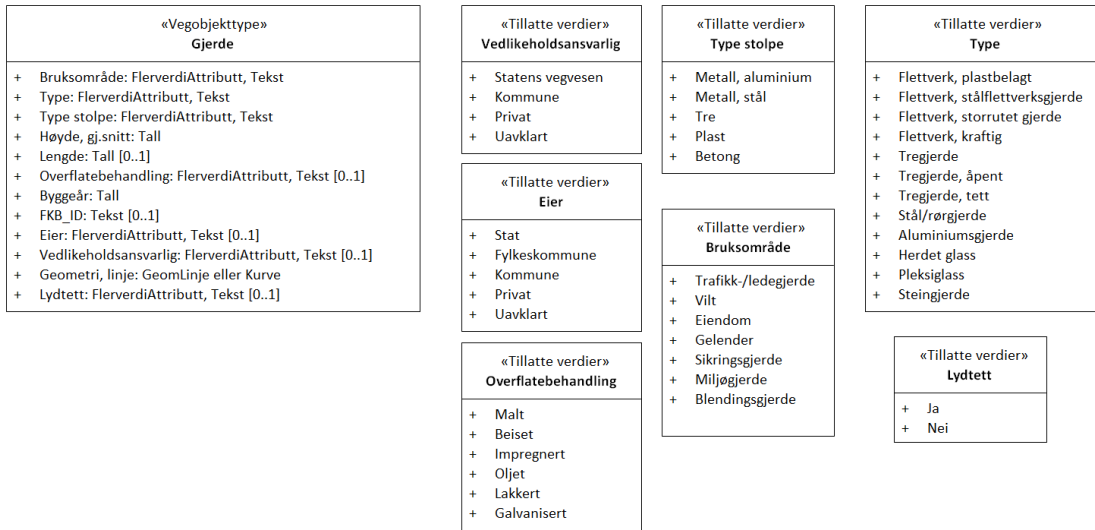 «Vegobjekttype»
Gjerde
+ Bruksområde: FlerverdiAttributt, Tekst
+ Type: FlerverdiAttributt, Tekst
+ Type stolpe: FlerverdiAttributt, Tekst
+ Høyde, gj.snitt: Tall
+ Lengde: Tall [0..1]
+ Overflatebehandling: FlerverdiAttributt, Tekst [0..1]
+ Byggeår: Tall
+ FKB_ID: Tekst [0..1]
+ Eier: FlerverdiAttributt, Tekst [0..1]
+ Vedlikeholdsansvarlig: FlerverdiAttributt, Tekst [0..1]
+ Geometri, linje: GeomLinje eller Kurve
+ Lydtett: FlerverdiAttributt, Tekst [0..1]
«Tillatte verdier»
Vedlikeholdsansvarlig
+ Statens vegvesen
+ Kommune
+ Privat
+ Uavklart
«Tillatte verdier»
Eier
+ Stat
+ Fylkeskommune
+ Kommune
+ Privat
+ Uavklart
«Tillatte verdier»
Overflatebehandling
+ Malt
+ Beiset
+ Impregnert
+ Oljet
+ Lakkert
+ Galvanisert
«Tillatte verdier»
Type stolpe
+ Metall, aluminium
+ Metall, stål
+ Tre
+ Plast
+ Betong
«Tillatte verdier»
Bruksområde
+ Trafikk-/ledegjerde
+ Vilt
+ Eiendom
+ Gelender
+ Sikringsgjerde
+ Miljøgjerde
+ Blendingsgjerde
«Tillatte verdier»
Type
+ Flettverk, plastbelagt
+ Flettverk, stålflettverksgjerde
+ Flettverk, storrutet gjerde
+ Flettverk, kraftig
+ Tregjerde
+ Tregjerde, åpent
+ Tregjerde, tett
+ Stål/rørgjerde
+ Aluminiumsgjerde
+ Herdet glass
+ Pleksiglass
+ Steingjerde
«Tillatte verdier»
Lydtett
+ Ja
+ Nei